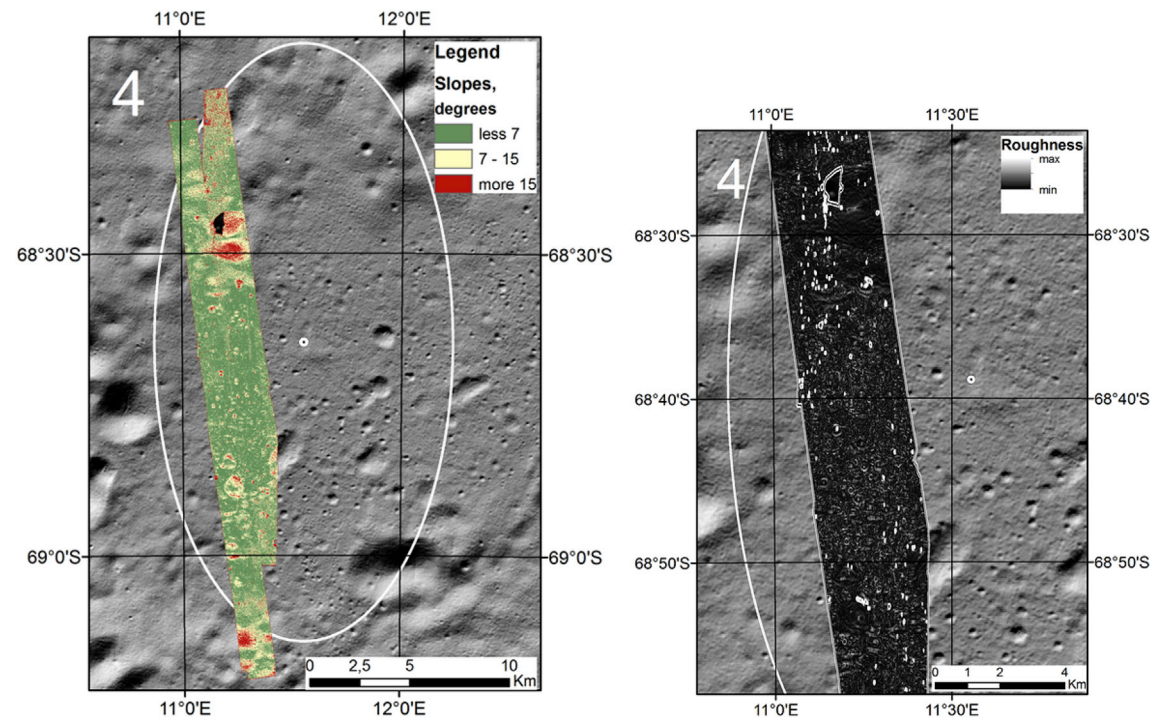 11°0'E 12°0'E
4
Legend
Slopes,
degrees
less 7
7 - 15
more 15
68°30'S 68°30'S
69°0'S 69°0'S
0 2,5 5 10
Km
11°0'E 12°0'E
11°0'E 11°30'E
4
Roughness
max
min
68°30'S 68°30'S
68°40'S 68°40'S
68°50'S 68°50'S
0 1 2 4
Km
11°0'E 11°30'E